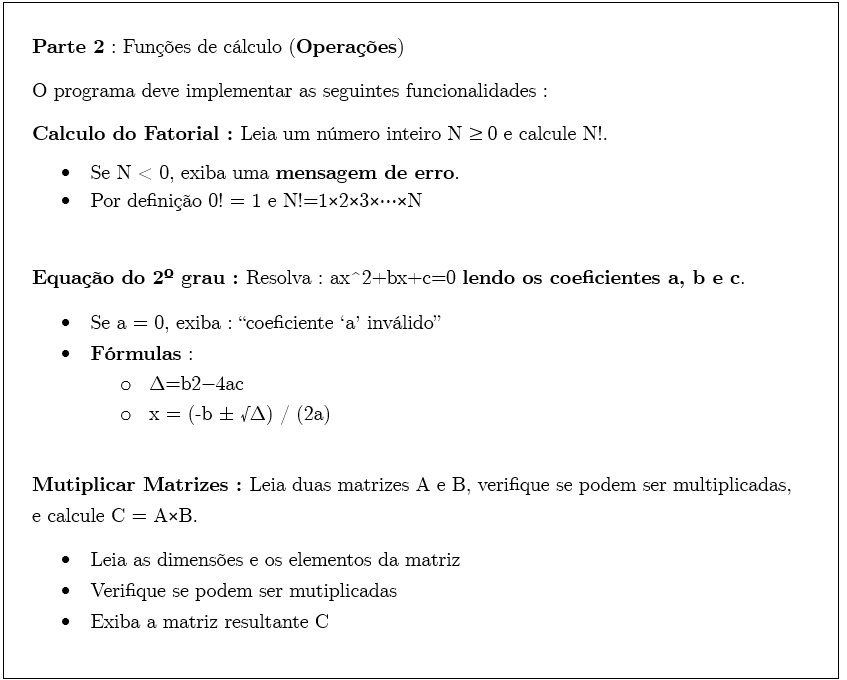 Parte 2 : Funções de cálculo (Operações)
O programa deve implementar as seguintes funcionalidades :
Calculo do Fatorial : Leia um número inteiro N ≥ 0 e calcule N!.
• Se N < 0, exiba uma mensagem de erro.
• Por definição 0! = 1 e N!=1×2×3×⋯×N
Equação do 2º grau : Resolva : ax^2+bx+c=0 lendo os coeficientes a, b e c.
• Se a = 0, exiba : “coeficiente ‘a’ inválido”
• Fórmulas :
○ Δ=b2−4ac
○ x = (-b ± √Δ) / (2a)
Mutiplicar Matrizes : Leia duas matrizes A e B, verifique se podem ser multiplicadas,
e calcule C = A×B.
• Leia as dimensões e os elementos da matriz
• Verifique se podem ser mutiplicadas
• Exiba a matriz resultante C